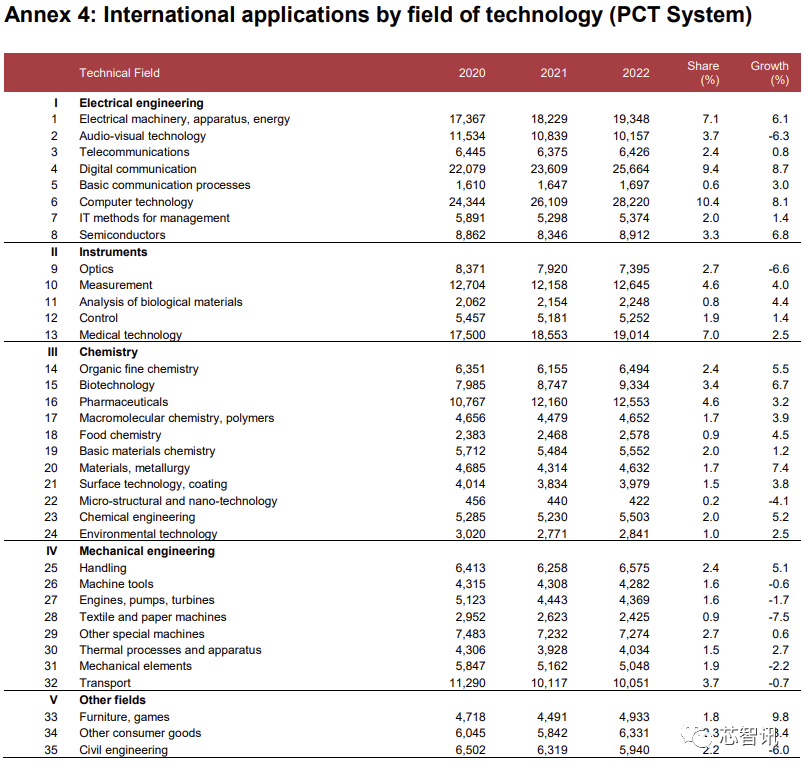 Annex 4: International applications by field of technology (PCT System)
Technical Field 2020 2021 2022 Share (%) Growth (%)
I Electrical engineering
1 Electrical machinery, apparatus, energy 17,367 18,229 19,348 7.1 6.1
2 Audio-visual technology 11,534 10,839 10,157 3.7 -6.3
3 Telecommunications 6,445 6,375 6,426 2.4 0.8
4 Digital communication 22,079 23,609 25,664 9.4 8.7
5 Basic communication processes 1,610 1,647 1,697 0.6 3.0
6 Computer technology 24,344 26,109 28,220 10.4 8.1
7 IT methods for management 5,891 5,298 5,374 2.0 1.4
8 Semiconductors 8,862 8,346 8,912 3.3 6.8
II Instruments
9 Optics 8,371 7,920 7,395 2.7 -6.6
10 Measurement 12,704 12,158 12,645 4.6 4.0
11 Analysis of biological materials 2,062 2,154 2,248 0.8 4.4
12 Control 5,457 5,181 5,252 1.9 1.4
13 Medical technology 17,500 18,553 19,014 7.0 2.5
III Chemistry
14 Organic fine chemistry 6,351 6,155 6,494 2.4 5.5
15 Biotechnology 7,985 8,747 9,334 3.4 6.7
16 Pharmaceuticals 10,767 12,160 12,553 4.6 3.2
17 Macromolecular chemistry, polymers 4,656 4,479 4,652 1.7 3.9
18 Food chemistry 2,383 2,468 2,578 0.9 4.5
19 Basic materials chemistry 5,712 5,484 5,552 2.0 1.2
20 Materials, metallurgy 4,685 4,314 4,632 1.7 7.4
21 Surface technology, coating 4,014 3,834 3,979 1.5 3.8
22 Micro-structural and nano-technology 456 440 422 0.2 -4.1
23 Chemical engineering 5,285 5,230 5,503 2.0 5.2
24 Environmental technology 3,020 2,771 2,841 1.0 2.5
IV Mechanical engineering
25 Handling 6,413 6,258 6,575 2.4 5.1
26 Machine tools 4,315 4,308 4,282 1.6 -0.6
27 Engines, pumps, turbines 5,123 4,443 4,369 1.6 -1.7
28 Textile and paper machines 2,952 2,623 2,425 0.9 -7.5
29 Other special machines 7,483 7,232 7,274 2.7 0.6
30 Thermal processes and apparatus 4,306 3,928 4,034 1.5 2.7
31 Mechanical elements 5,847 5,162 5,048 1.9 -2.2
32 Transport 11,290 10,117 10,051 3.7 -0.7
V Other fields
33 Furniture, games 4,718 4,491 4,933 1.8 9.8
34 Other consumer goods 6,045 5,842 6,331
35 Civil engineering 6,502 6,319 5,940 2.2 -6.0
芯智讯